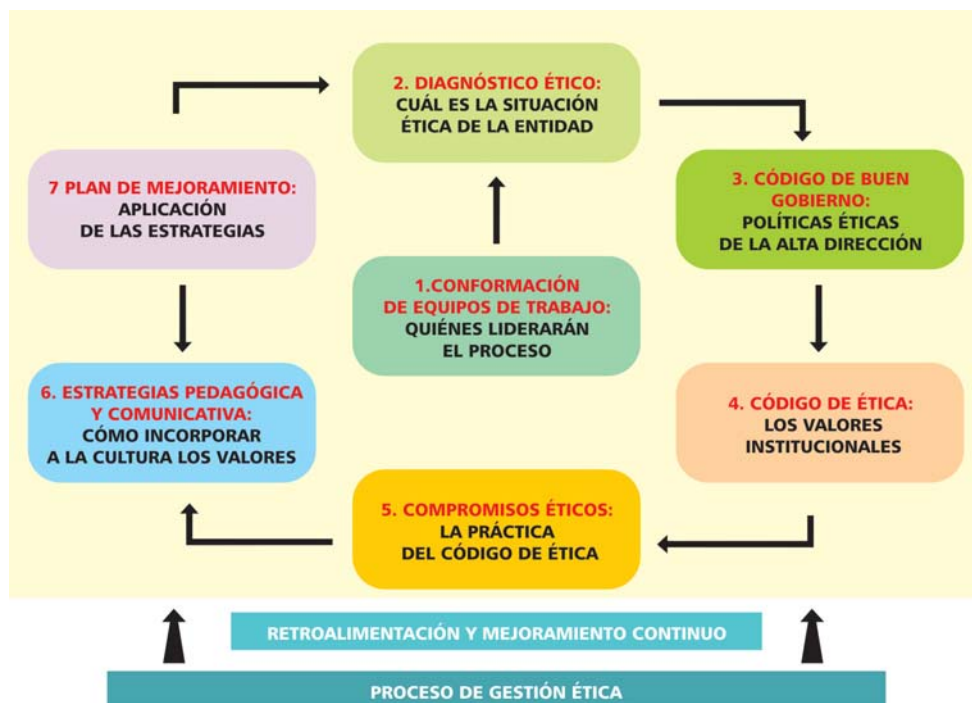 2. DIAGNÓSTICO ÉTICO:
CUÁL ES LA SITUACIÓN
ÉTICA DE LA ENTIDAD
7 PLAN DE MEJORAMIENTO:
APLICACIÓN
DE LAS ESTRATEGIAS
3. CÓDIGO DE BUEN
GOBIERNO:
POLÍTICAS ÉTICAS
DE LA ALTA DIRECCIÓN
1.CONFORMACIÓN
DE EQUIPOS DE TRABAJO:
QUIÉNES LIDERARÁN
EL PROCESO
6. ESTRATEGIAS PEDAGÓGICA
Y COMUNICATIVA:
CÓMO INCORPORAR
A LA CULTURA LOS VALORES
4. CÓDIGO DE ÉTICA:
LOS VALORES
INSTITUCIONALES
5. COMPROMISOS ÉTICOS:
LA PRÁCTICA
DEL CÓDIGO DE ÉTICA
RETROALIMENTACIÓN Y MEJORAMIENTO CONTINUO
PROCESO DE GESTIÓN ÉTICA